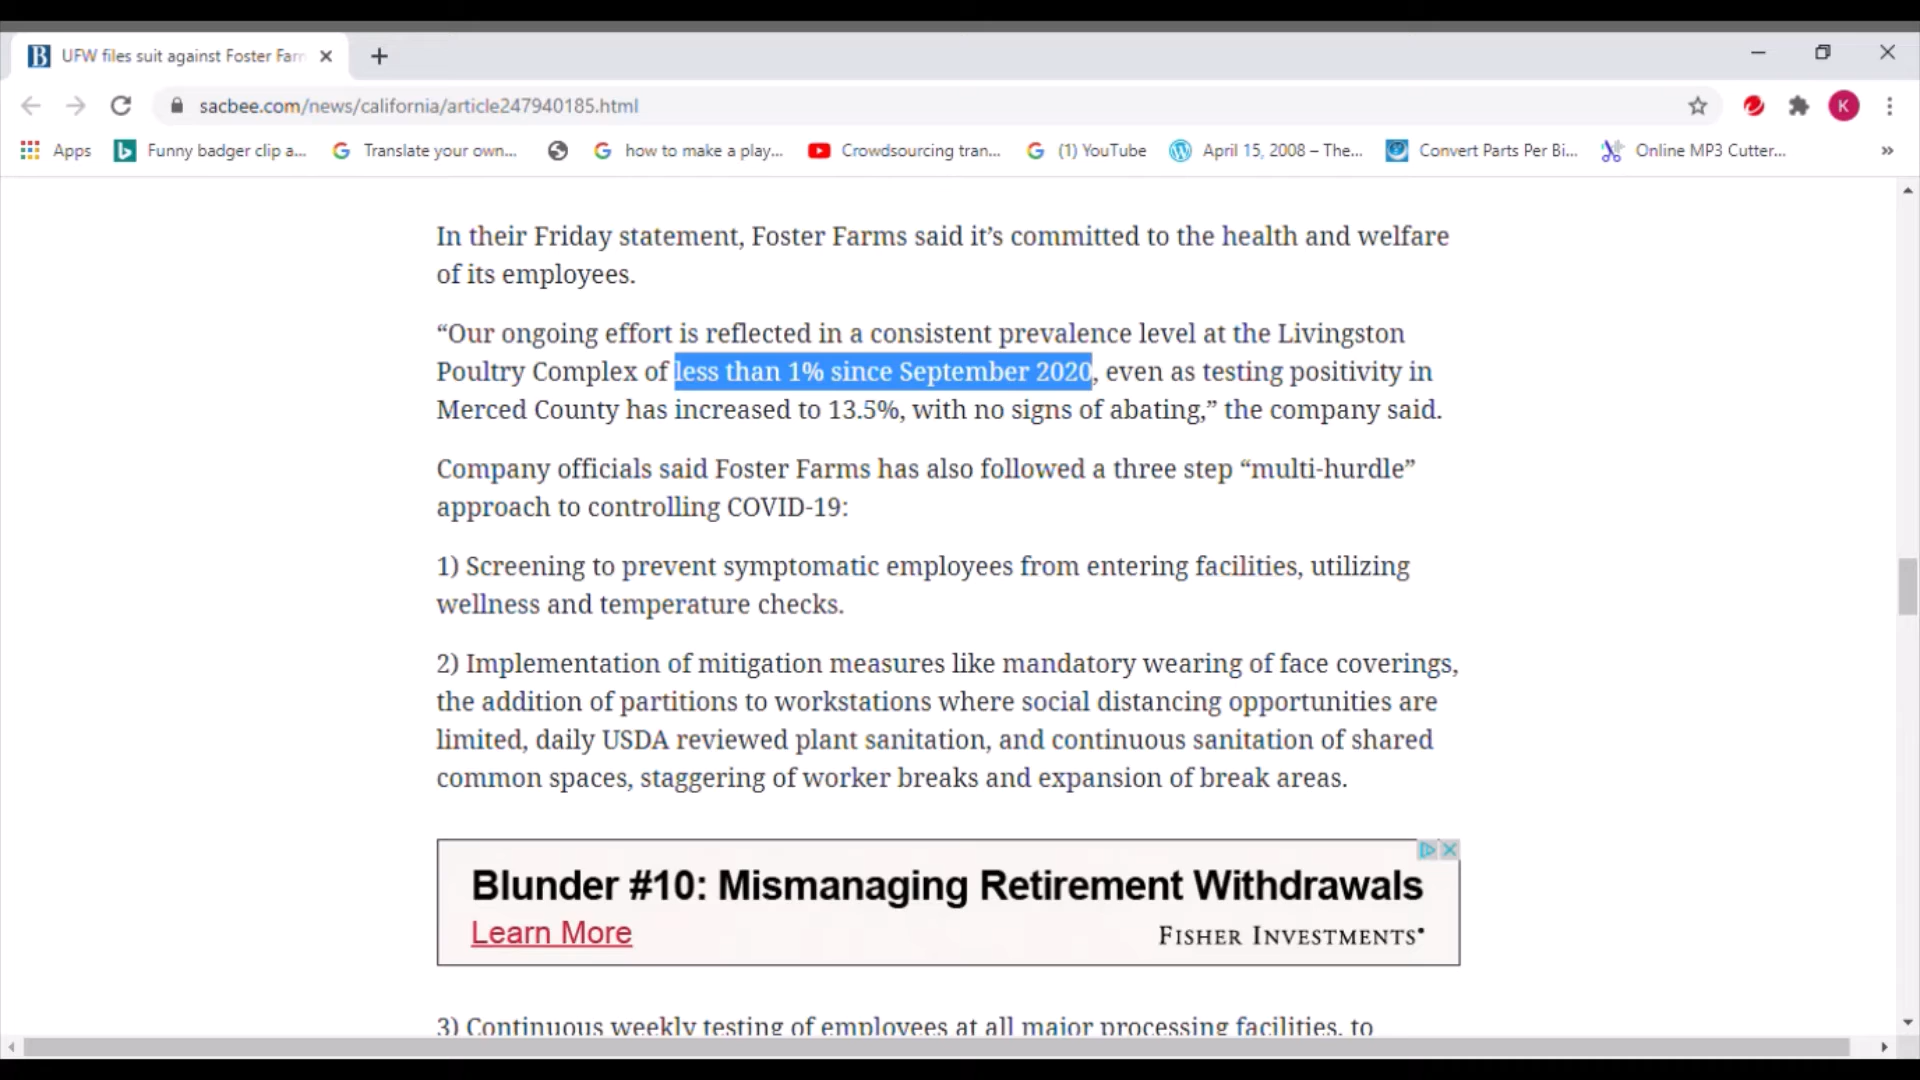 UFW files suit against Foster Farm
sacbee.com/news/california/article247940185.html
K
Apps
Funny badger clip a...
Translate your own...
how to make a play...
Crowdsourcing tran...
(1) YouTube
April 15, 2008 – The...
Convert Parts Per Bi...
Online MP3 Cutter...
»
In their Friday statement, Foster Farms said it’s committed to the health and welfare
of its employees.
“Our ongoing effort is reflected in a consistent prevalence level at the Livingston
Poultry Complex of less than 1% since September 2020, even as testing positivity in
Merced County has increased to 13.5%, with no signs of abating,” the company said.
Company officials said Foster Farms has also followed a three step “multi-hurdle”
approach to controlling COVID-19:
1) Screening to prevent symptomatic employees from entering facilities, utilizing
wellness and temperature checks.
2) Implementation of mitigation measures like mandatory wearing of face coverings,
the addition of partitions to workstations where social distancing opportunities are
limited, daily USDA reviewed plant sanitation, and continuous sanitation of shared
common spaces, staggering of worker breaks and expansion of break areas.
Blunder #10: Mismanaging Retirement Withdrawals
Learn More
FISHER INVESTMENTS
3) Continuous weekly testing of employees at all major processing facilities, to